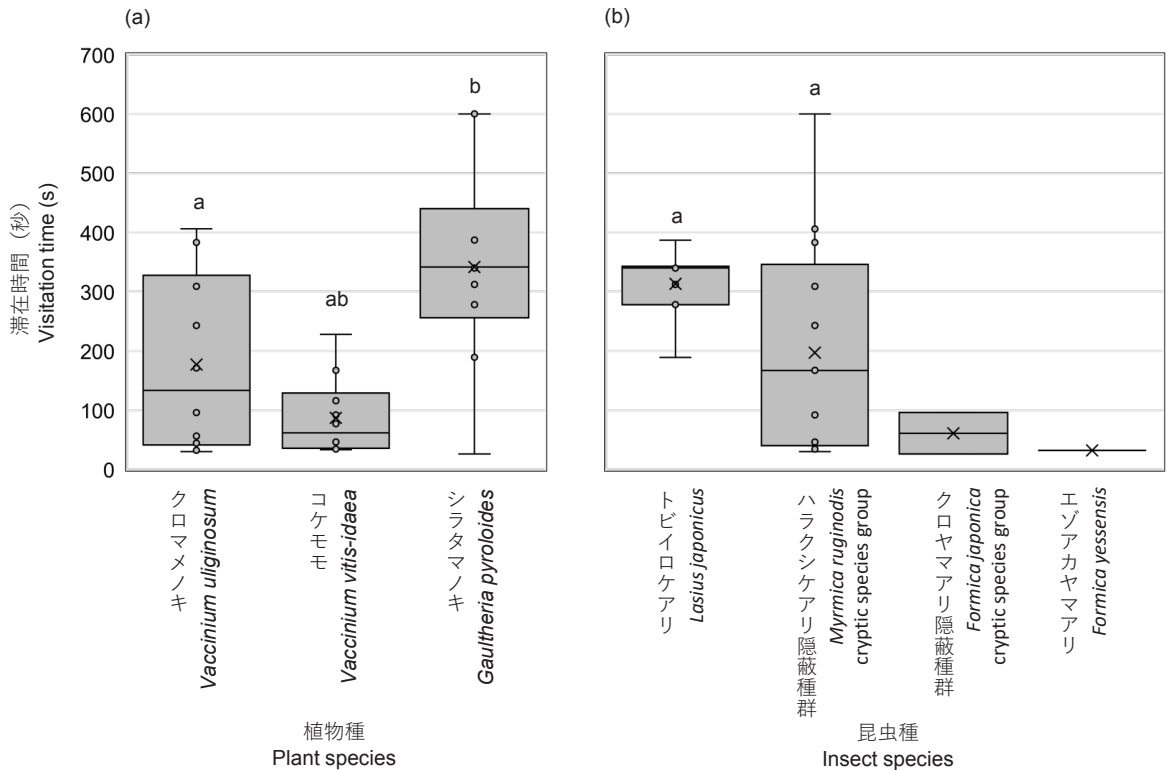 (a)
(b)
滞在時間（秒）
Visitation time (s)
700
600
500
400
300
200
100
0
a
ab
b
a
a
クロマメノキ
Vaccinium uliginosum
コケモモ
Vaccinium vitis-idaea
シラタマノキ
Gaultheria pyroloides
トビイロケアリ
Lasius japonicus
ハラクシケアリ隠蔽種群
Myrmica ruginodis
cryptic species group
クロヤマアリ隠蔽種群
Formica japonica
cryptic species group
エゾアカヤマアリ
Formica yessensis
植物種
Plant species
昆虫種
Insect species